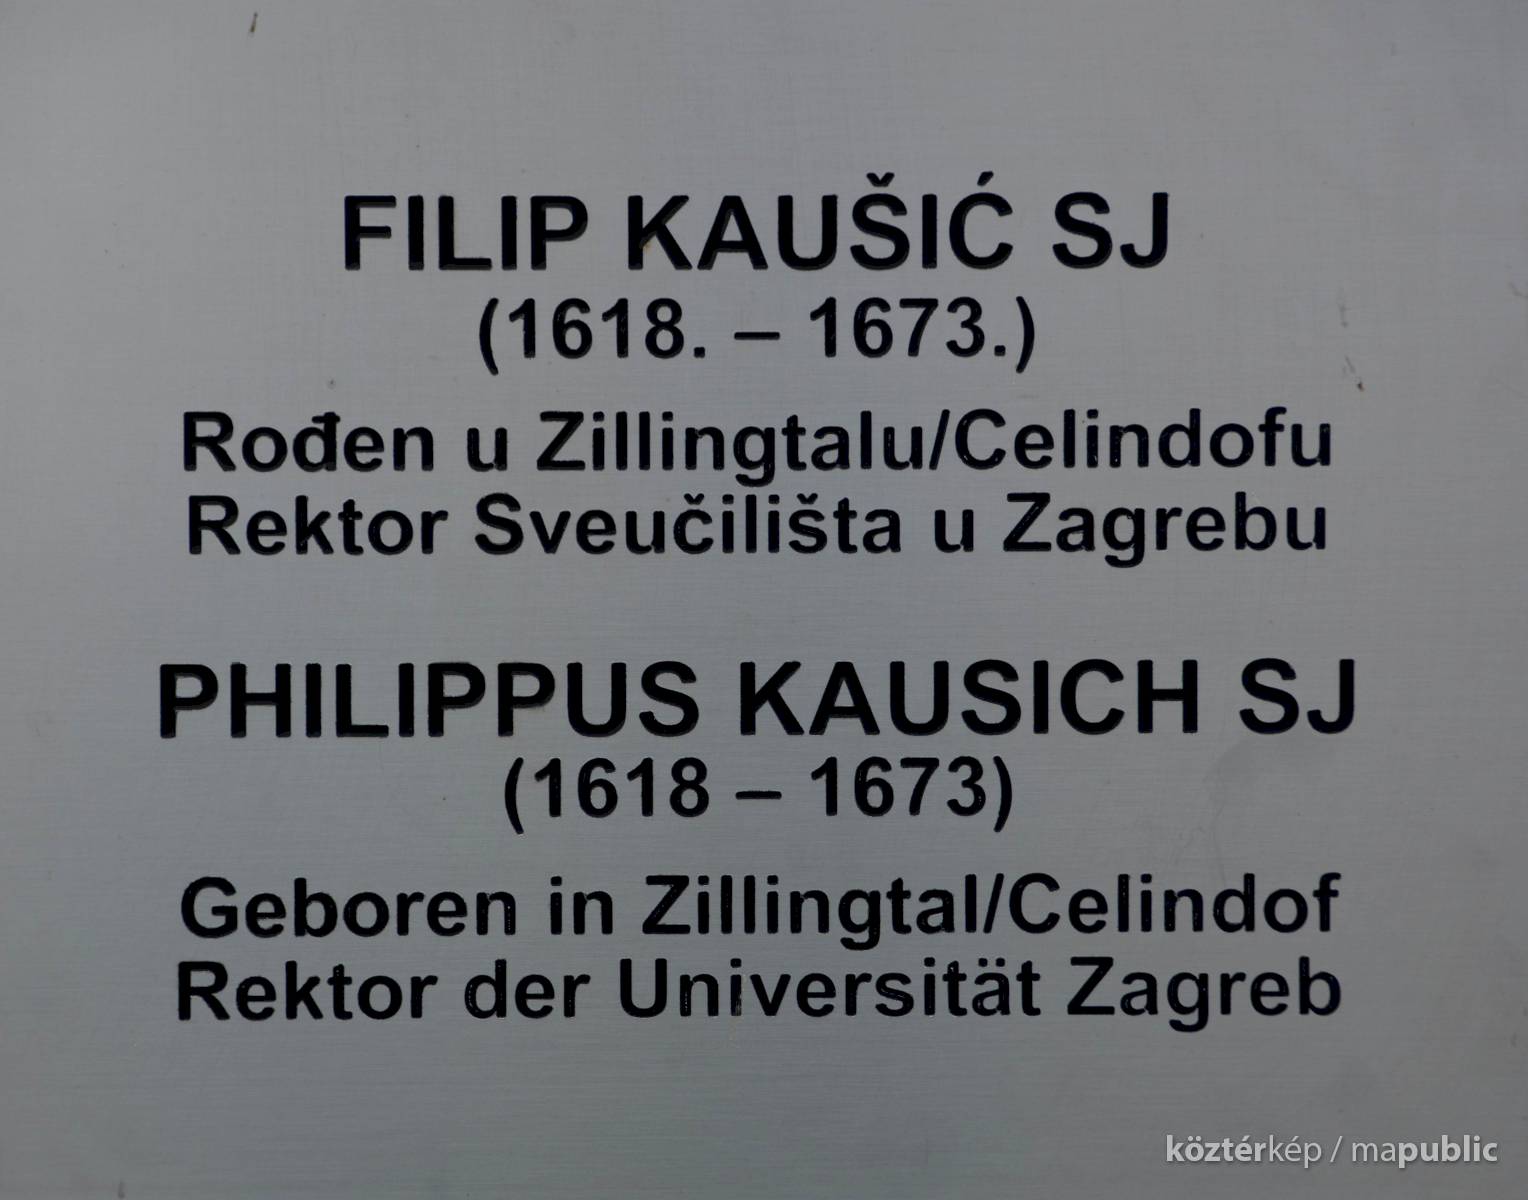 FILIP KAUŠIĆ SJ
(1618. – 1673.)
Rođen u Zillingtalu/Celindofu
Rektor Sveučilišta u Zagrebu
PHILIPPUS KAUSICH SJ
(1618 – 1673)
Geboren in Zillingtal/Celindof
Rektor der Universität Zagreb
köztérkép / mapublic